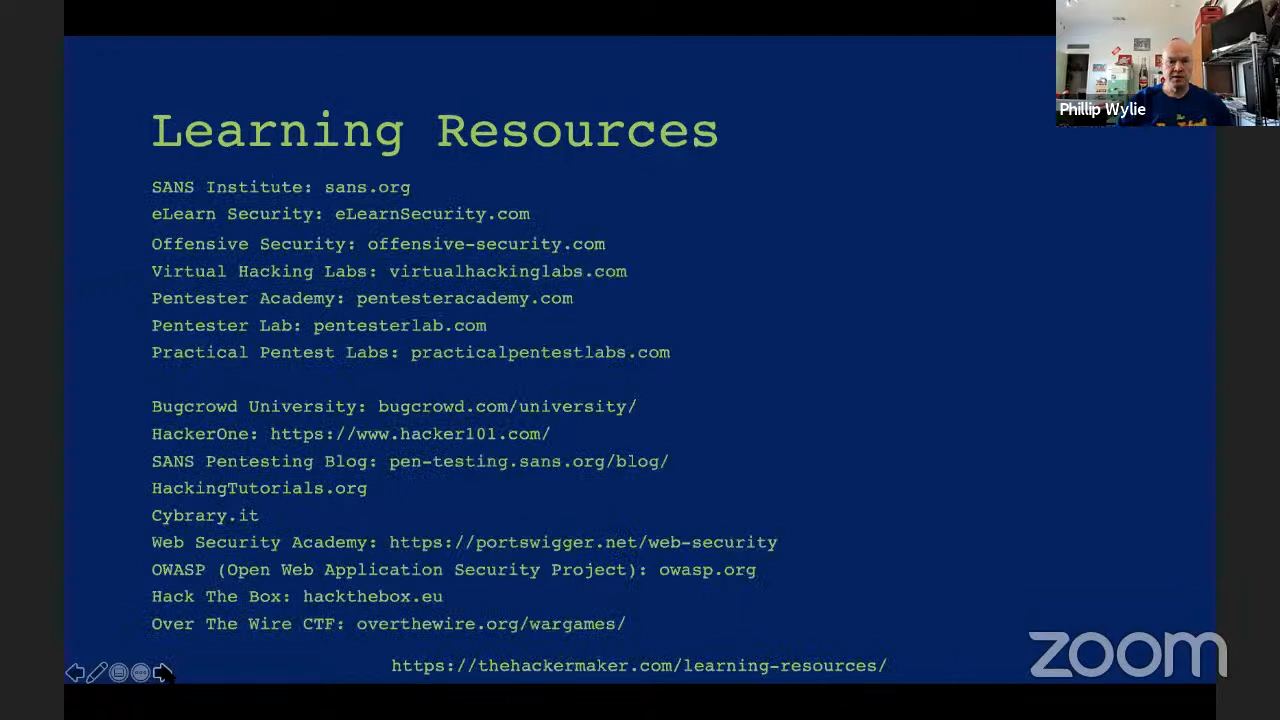 Learning Resources
SANS Institute: sans.org
eLearn Security: eLearnSecurity.com
Offensive Security: offensive-security.com
Virtual Hacking Labs: virtualhackinglabs.com
Pentester Academy: pentesteracademy.com
Pentester Lab: pentesterlab.com
Practical Pentest Labs: practicalpentestlabs.com
Bugcrowd University: bugcrowd.com/university/
HackerOne: https://www.hacker101.com/
SANS Pentesting Blog: pen-testing.sans.org/blog/
HackingTutorials.org
Cybrary.it
Web Security Academy: https://portswigger.net/web-security
OWASP (Open Web Application Security Project): owasp.org
Hack The Box: hackthebox.eu
Over The Wire CTF: overthewire.org/wargames/
https://thehackermaker.com/learning-resources/
Phillip Wylie
zoom